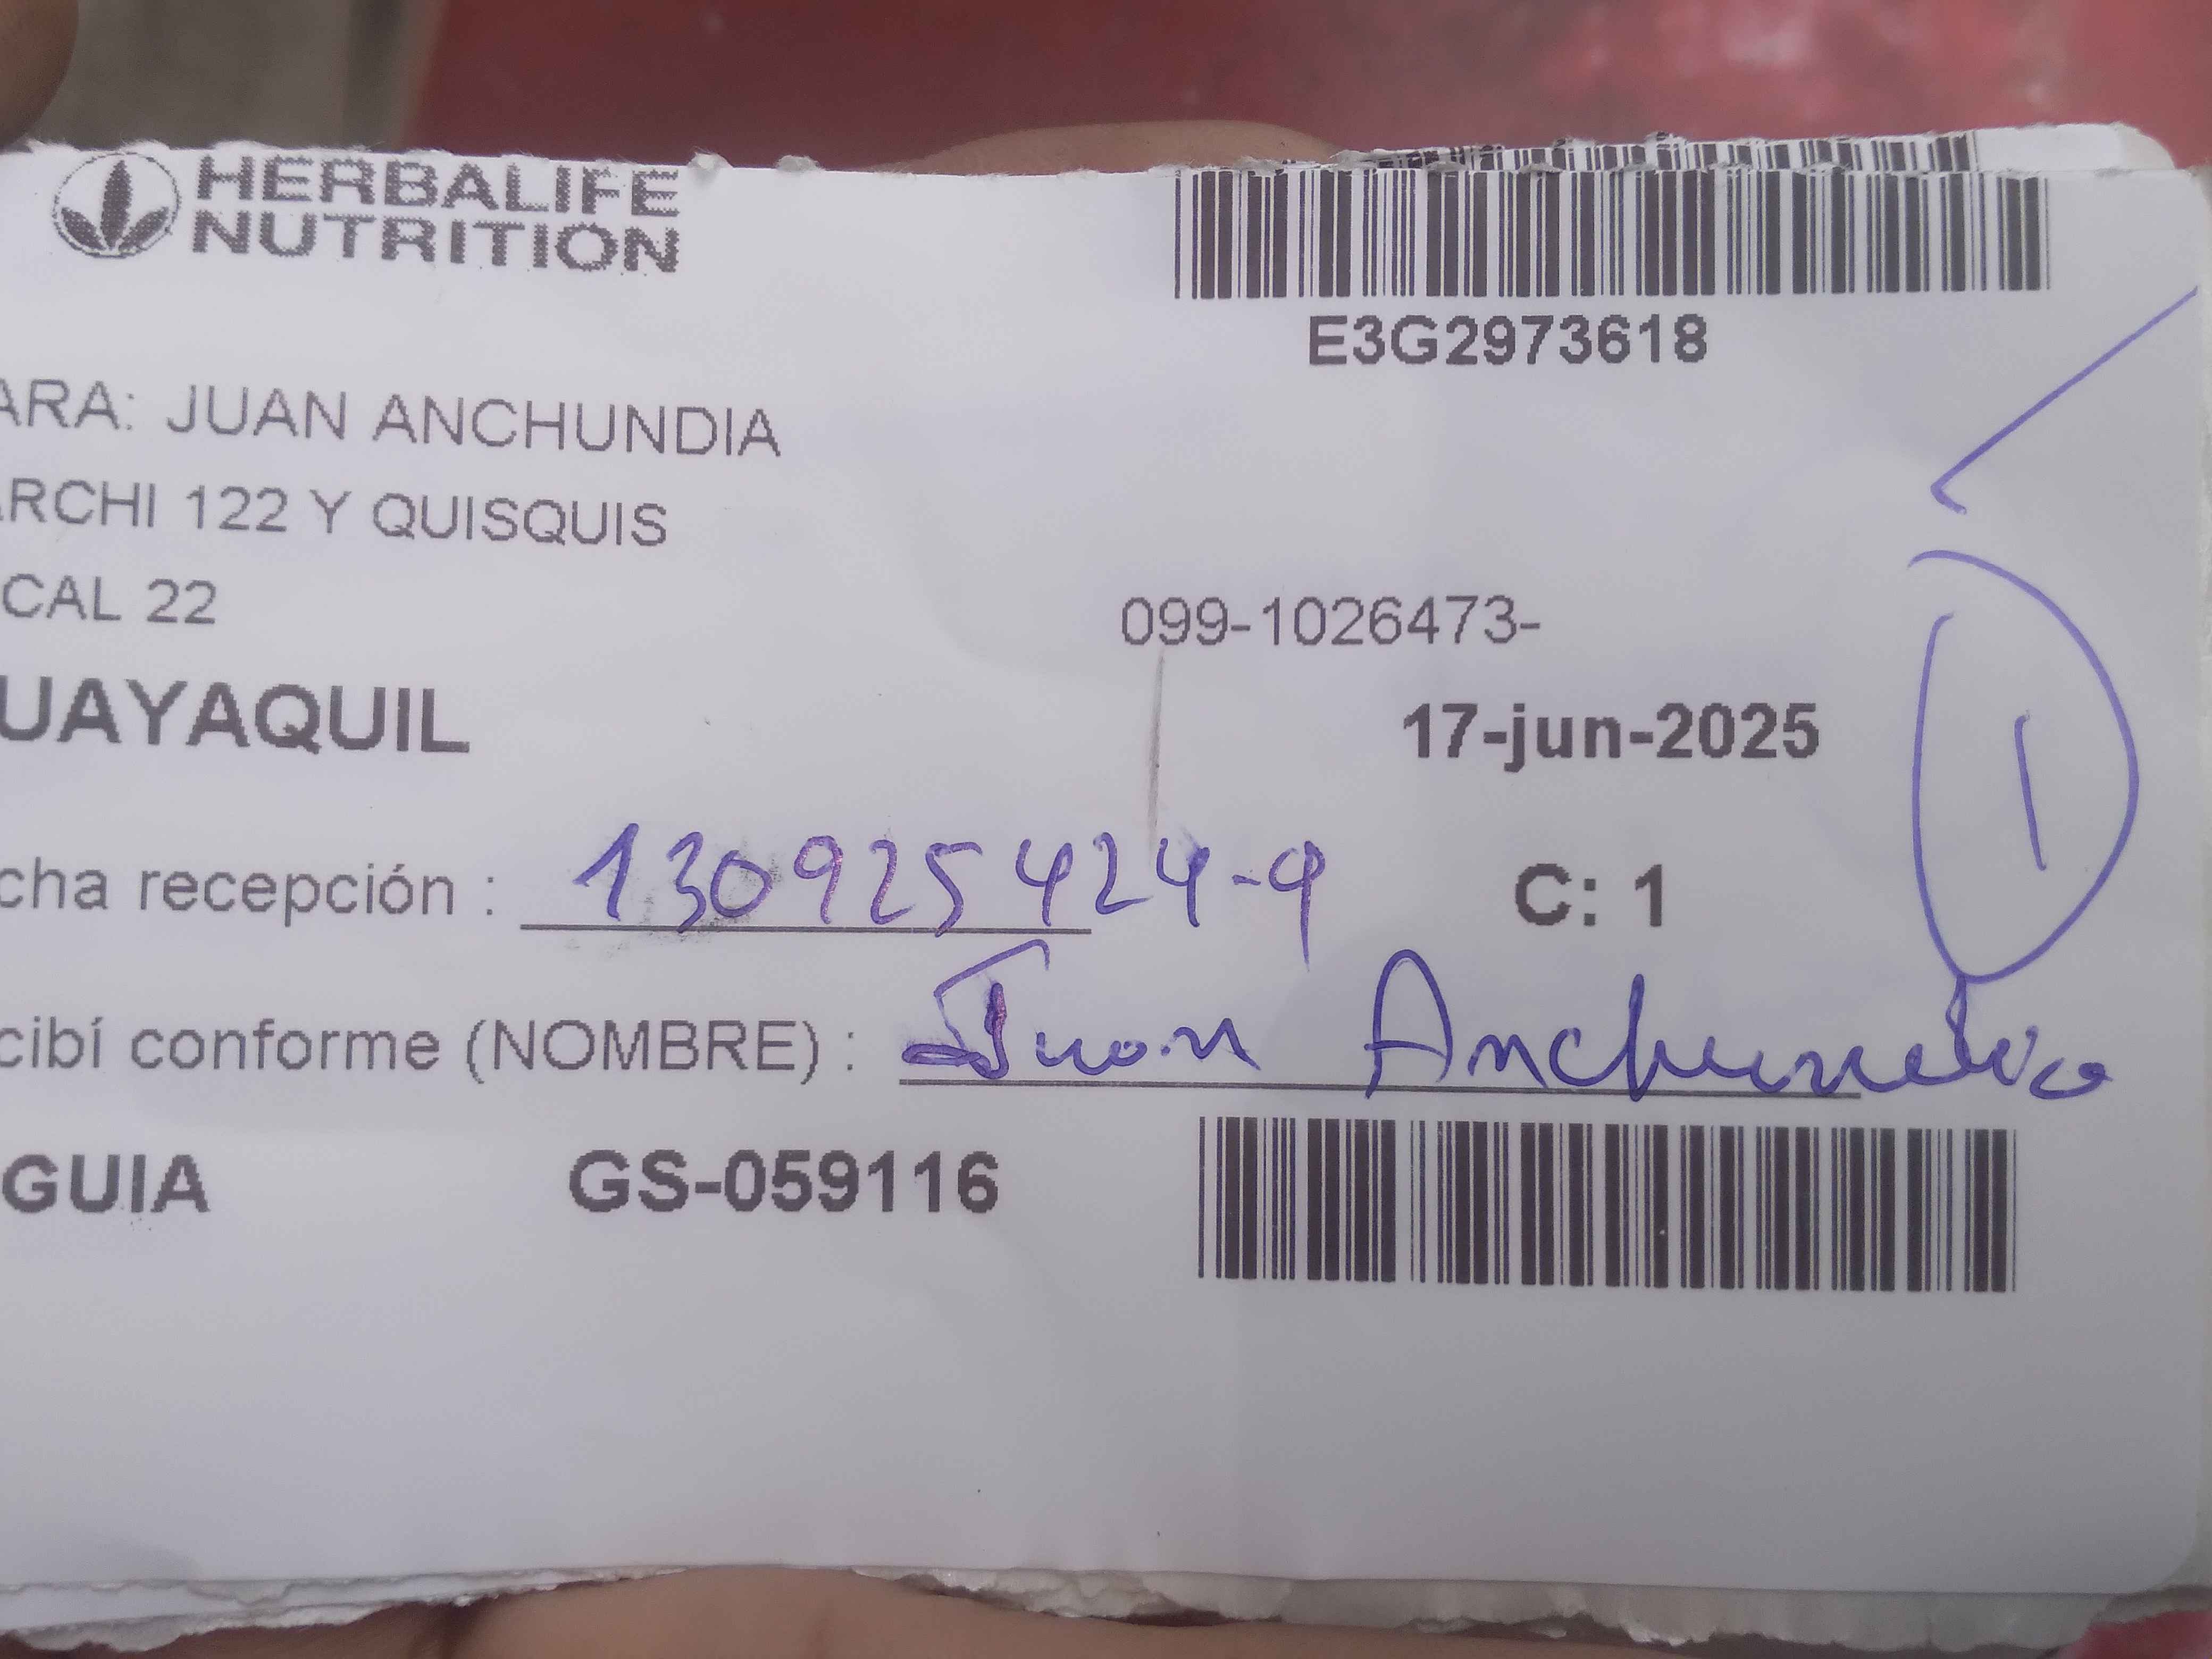 HERBALIFE
NUTRITION
E3G2973618
ARA: JUAN ANCHUNDIA
ARCHI 122 Y QUISQUIS
CAL 22
099-1026473-
UAYAQUIL
17-jun-2025
1
cha recepción : 130925424-9
C: 1
cibí conforme (NOMBRE) : Juan Anchundia
GUIA GS-059116